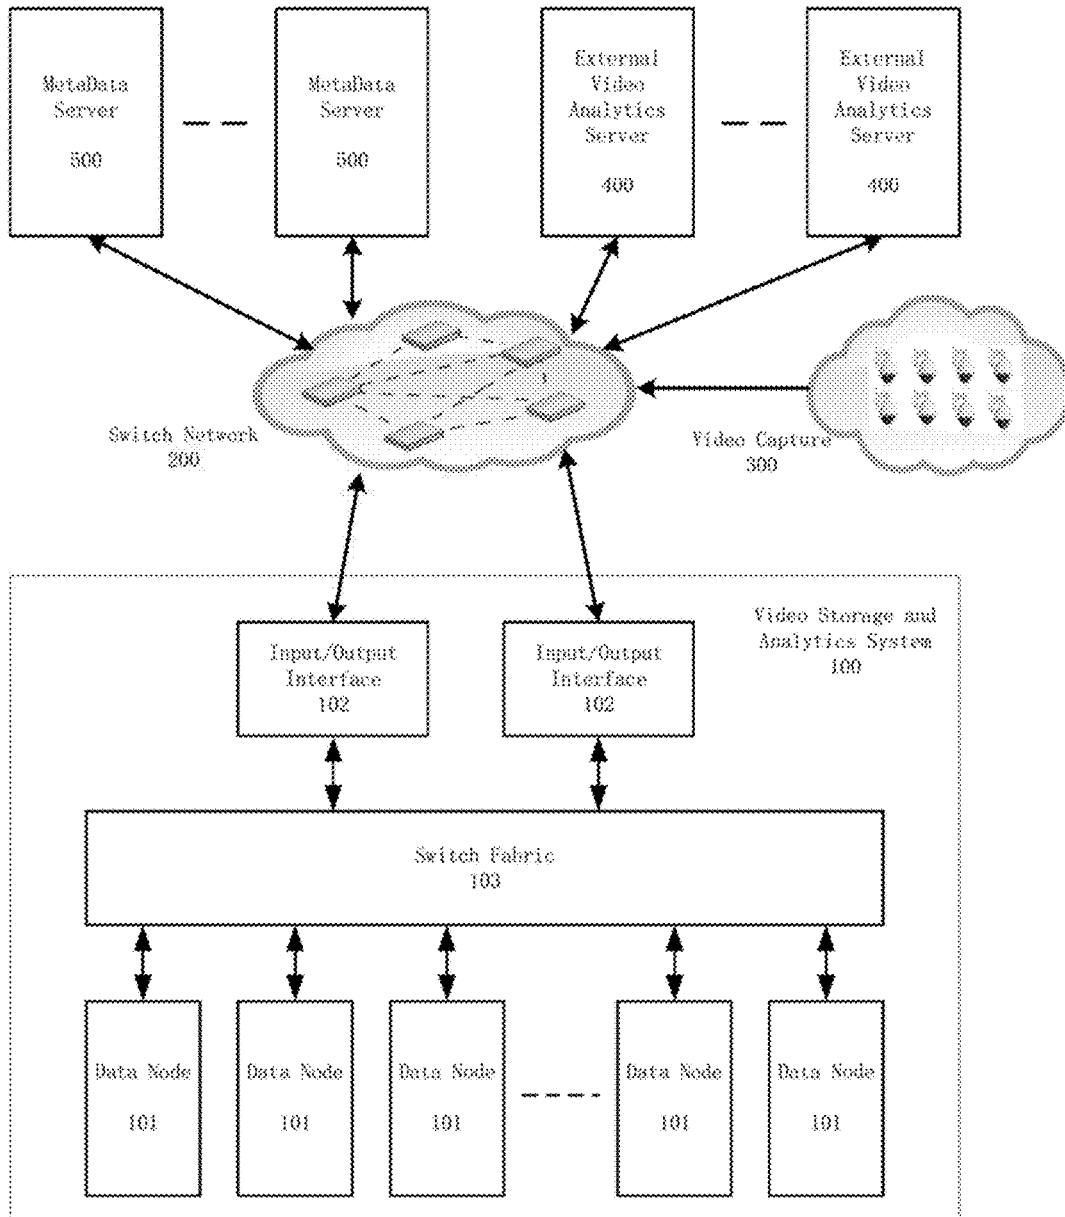 MetaData
Server
500
MetaData
Server
500
External
Video
Analytics
Server
400
External
Video
Analytics
Server
400
Switch Network
200
Video Capture
300
Video Storage and
Analytics System
100
Input/Output
Interface
102
Input/Output
Interface
102
Switch Fabric
103
Data Node
101
Data Node
101
Data Node
101
Data Node
101
Data Node
101